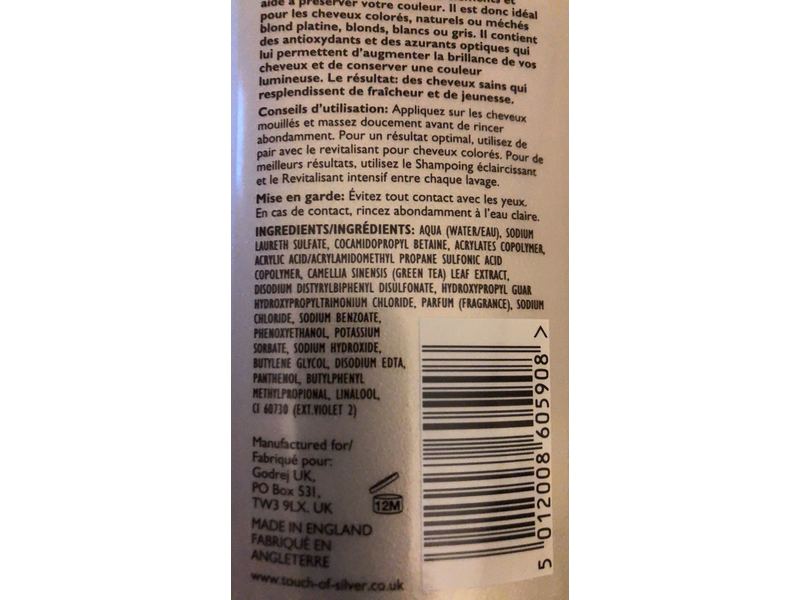 aide à préserver votre couleur. Il est donc idéal
pour les cheveux colorés, naturels ou méchés
blond platine, blonds, blancs ou gris. Il contient
des antioxydants et des azurants optiques qui
lui permettent d'augmenter la brillance de vos
cheveux et de conserver une couleur
lumineuse. Le résultat: des cheveux sains qui
resplendissent de fraîcheur et de jeunesse.
Conseils d'utilisation: Appliquez sur les cheveux
mouillés et massez doucement avant de rincer
abondamment. Pour un résultat optimal, utilisez de
pair avec le revitalisant pour cheveux colorés. Pour de
meilleurs résultats, utilisez le Shampoing éclaircissant
et le Revitalisant intensif entre chaque lavage.
Mise en garde: Évitez tout contact avec les yeux.
En cas de contact, rincez abondamment à l'eau claire.
INGREDIENTS/INGRÉDIENTS: AQUA (WATER/EAU), SODIUM
LAURETH SULFATE, COCAMIDOPROPYL BETAINE, ACRYLATES COPOLYMER,
ACRYLIC ACID/ACRYLAMIDOMETHYL PROPANE SULFONIC ACID
COPOLYMER, CAMELLIA SINENSIS (GREEN TEA) LEAF EXTRACT,
DISODIUM DISTYRYLBIPHENYL DISULFONATE, HYDROXYPROPYL GUAR
HYDROXYPROPYLTRIMONIUM CHLORIDE, PARFUM (FRAGRANCE), SODIUM
CHLORIDE, SODIUM BENZOATE,
PHENOXYETHANOL, POTASSIUM
SORBATE, SODIUM HYDROXIDE,
BUTYLENE GLYCOL, DISODIUM EDTA,
PANTHENOL, BUTYLPHENYL
METHYLPROPIONAL, LINALOOL,
CI 60730 (EXT.VIOLET 2)
Manufactured for/
Fabriqué pour:
Godrej UK,
PO Box 531,
TW3 9LX. UK
12M
MADE IN ENGLAND
FABRIQUÉ EN
ANGLETERRE
www.touch-of-silver.co.uk
5 012008 605908 >